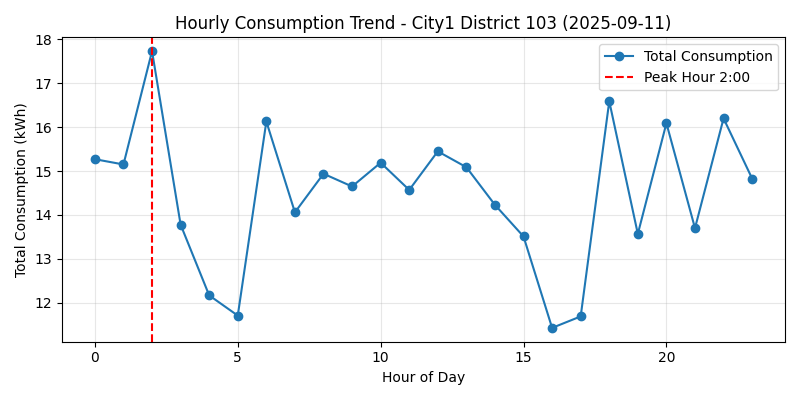 Hourly Consumption Trend - City1 District 103 (2025-09-11)
Total Consumption
Peak Hour 2:00
Total Consumption (kWh)
18
17
16
15
14
13
12
0 5 10 15 20
Hour of Day